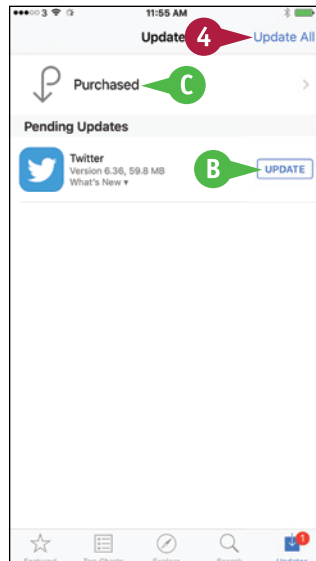 3 11:55 AM
Update 4 Update All
Purchased C
Pending Updates
Twitter
Version 6.36, 59.8 MB
What's New ▾
B UPDATE
1